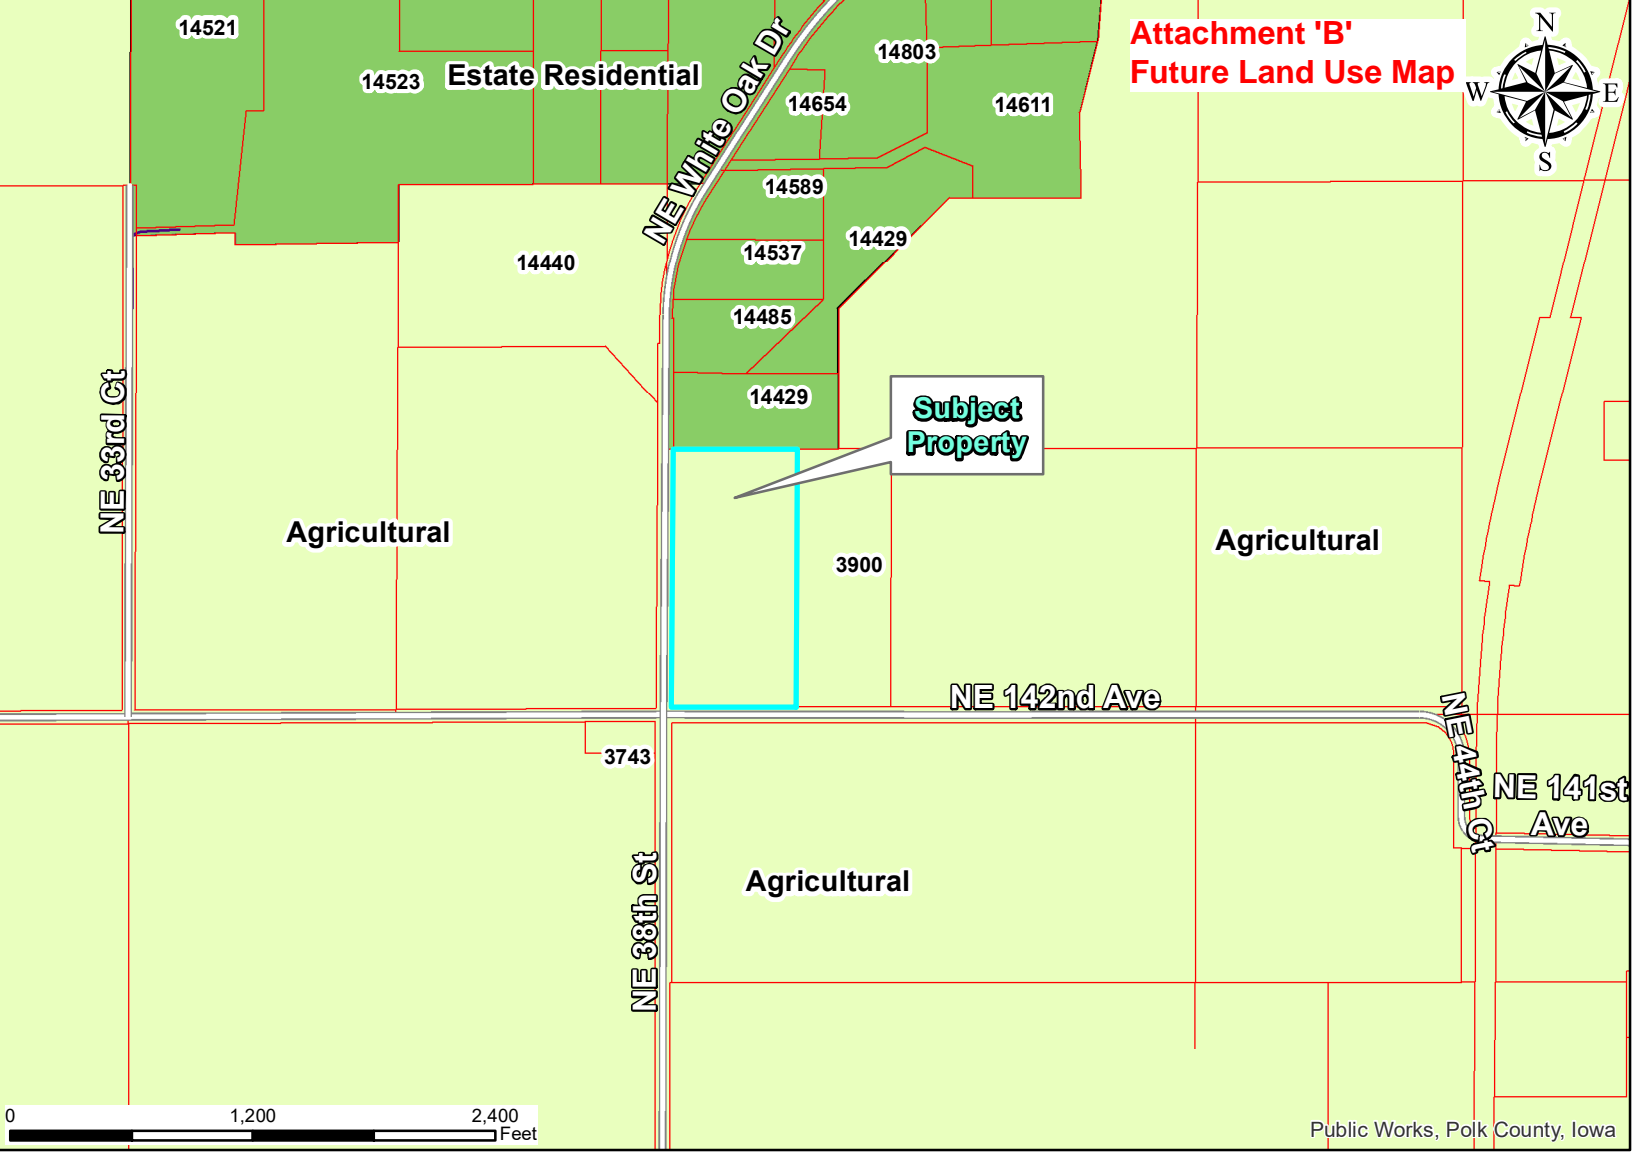 14521
14523
Estate Residential
NE White Oak Dr
14803
14654
14611
Attachment 'B'
Future Land Use Map
N
W
E
S
14589
14429
14537
14440
14485
14429
NE 33rd Ct
Subject
Property
Agricultural
Agricultural
3900
NE 142nd Ave
3743
NE 44th Ct
NE 141st
Ave
NE 38th St
Agricultural
0
1,200
2,400
Feet
Public Works, Polk County, Iowa